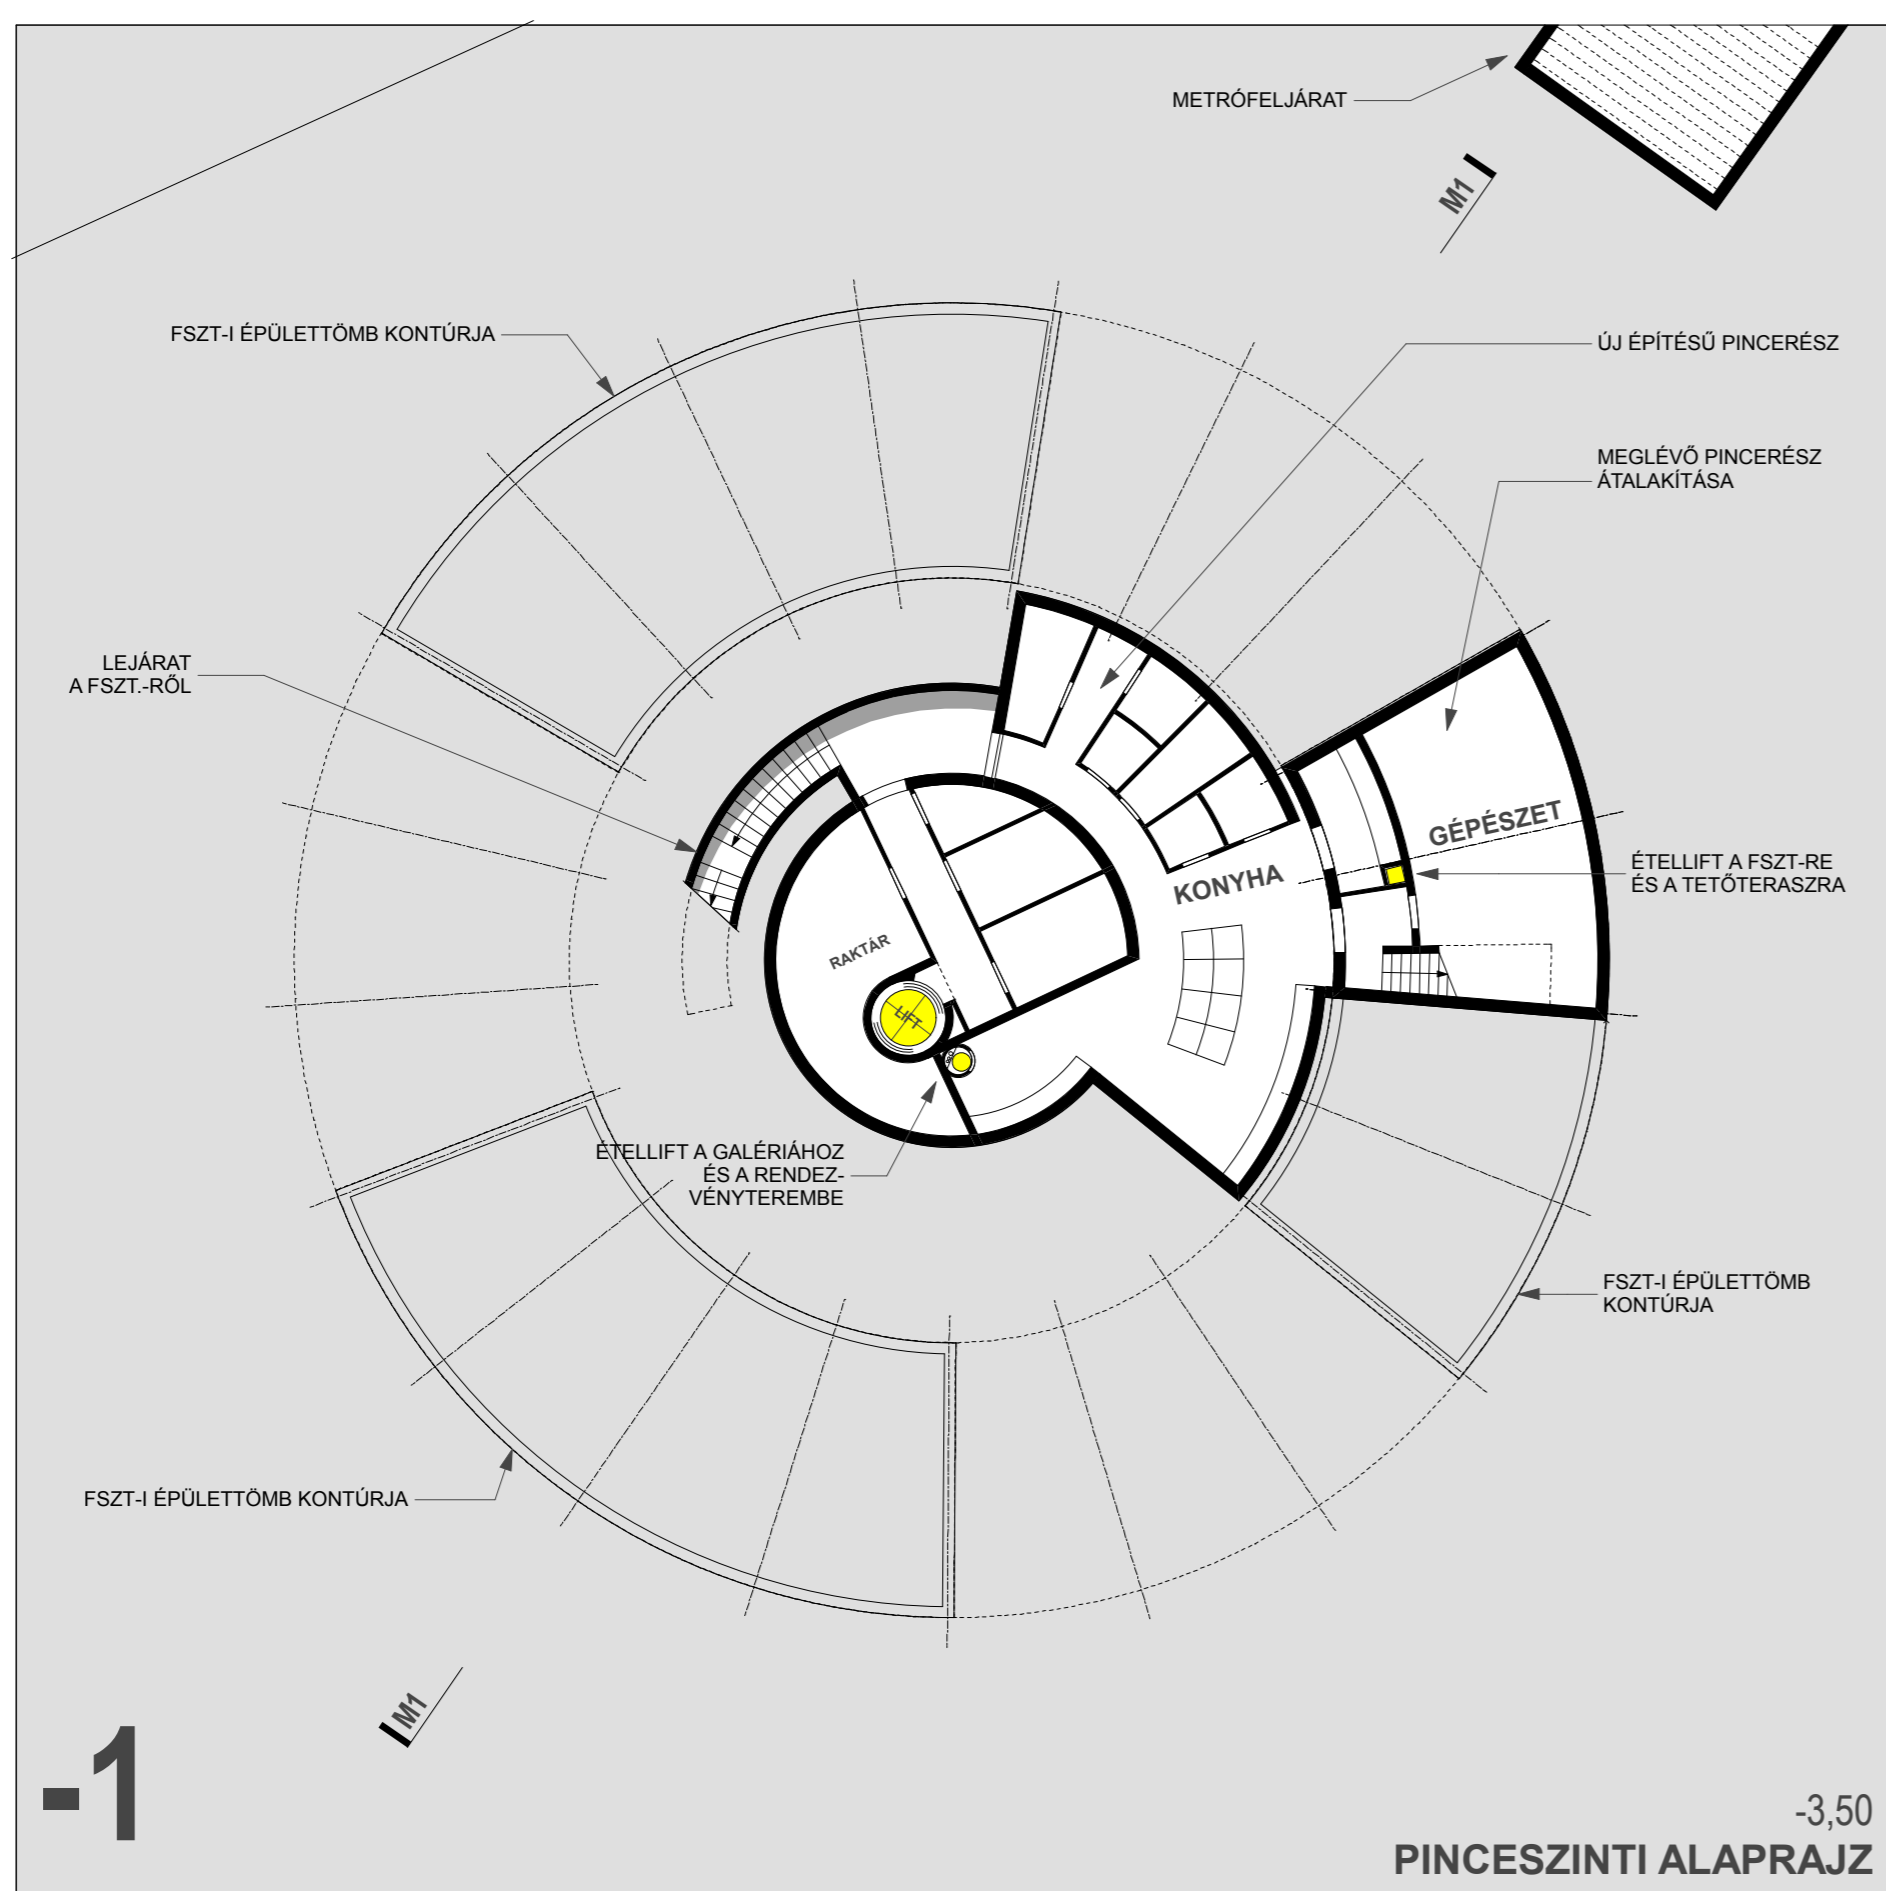 METRÓFELJÁRAT
M1
FSZT-I ÉPÜLETTÖMB KONTÚRJA
ÚJ ÉPÍTÉSŰ PINCERÉSZ
MEGLÉVŐ PINCERÉSZ
ÁTALAKÍTÁSA
LEJÁRAT
A FSZT.-RŐL
GÉPÉSZET
ÉTELLIFT A FSZT-RE
ÉS A TETŐTERASZRA
KONYHA
RAKTÁR
LIFT
ÉTELLIFT A GALÉRIÁHOZ
ÉS A RENDEZ-
VÉNYTEREMBE
FSZT-I ÉPÜLETTÖMB
KONTÚRJA
FSZT-I ÉPÜLETTÖMB KONTÚRJA
M1
-1
-3,50
PINCESZINTI ALAPRAJZ